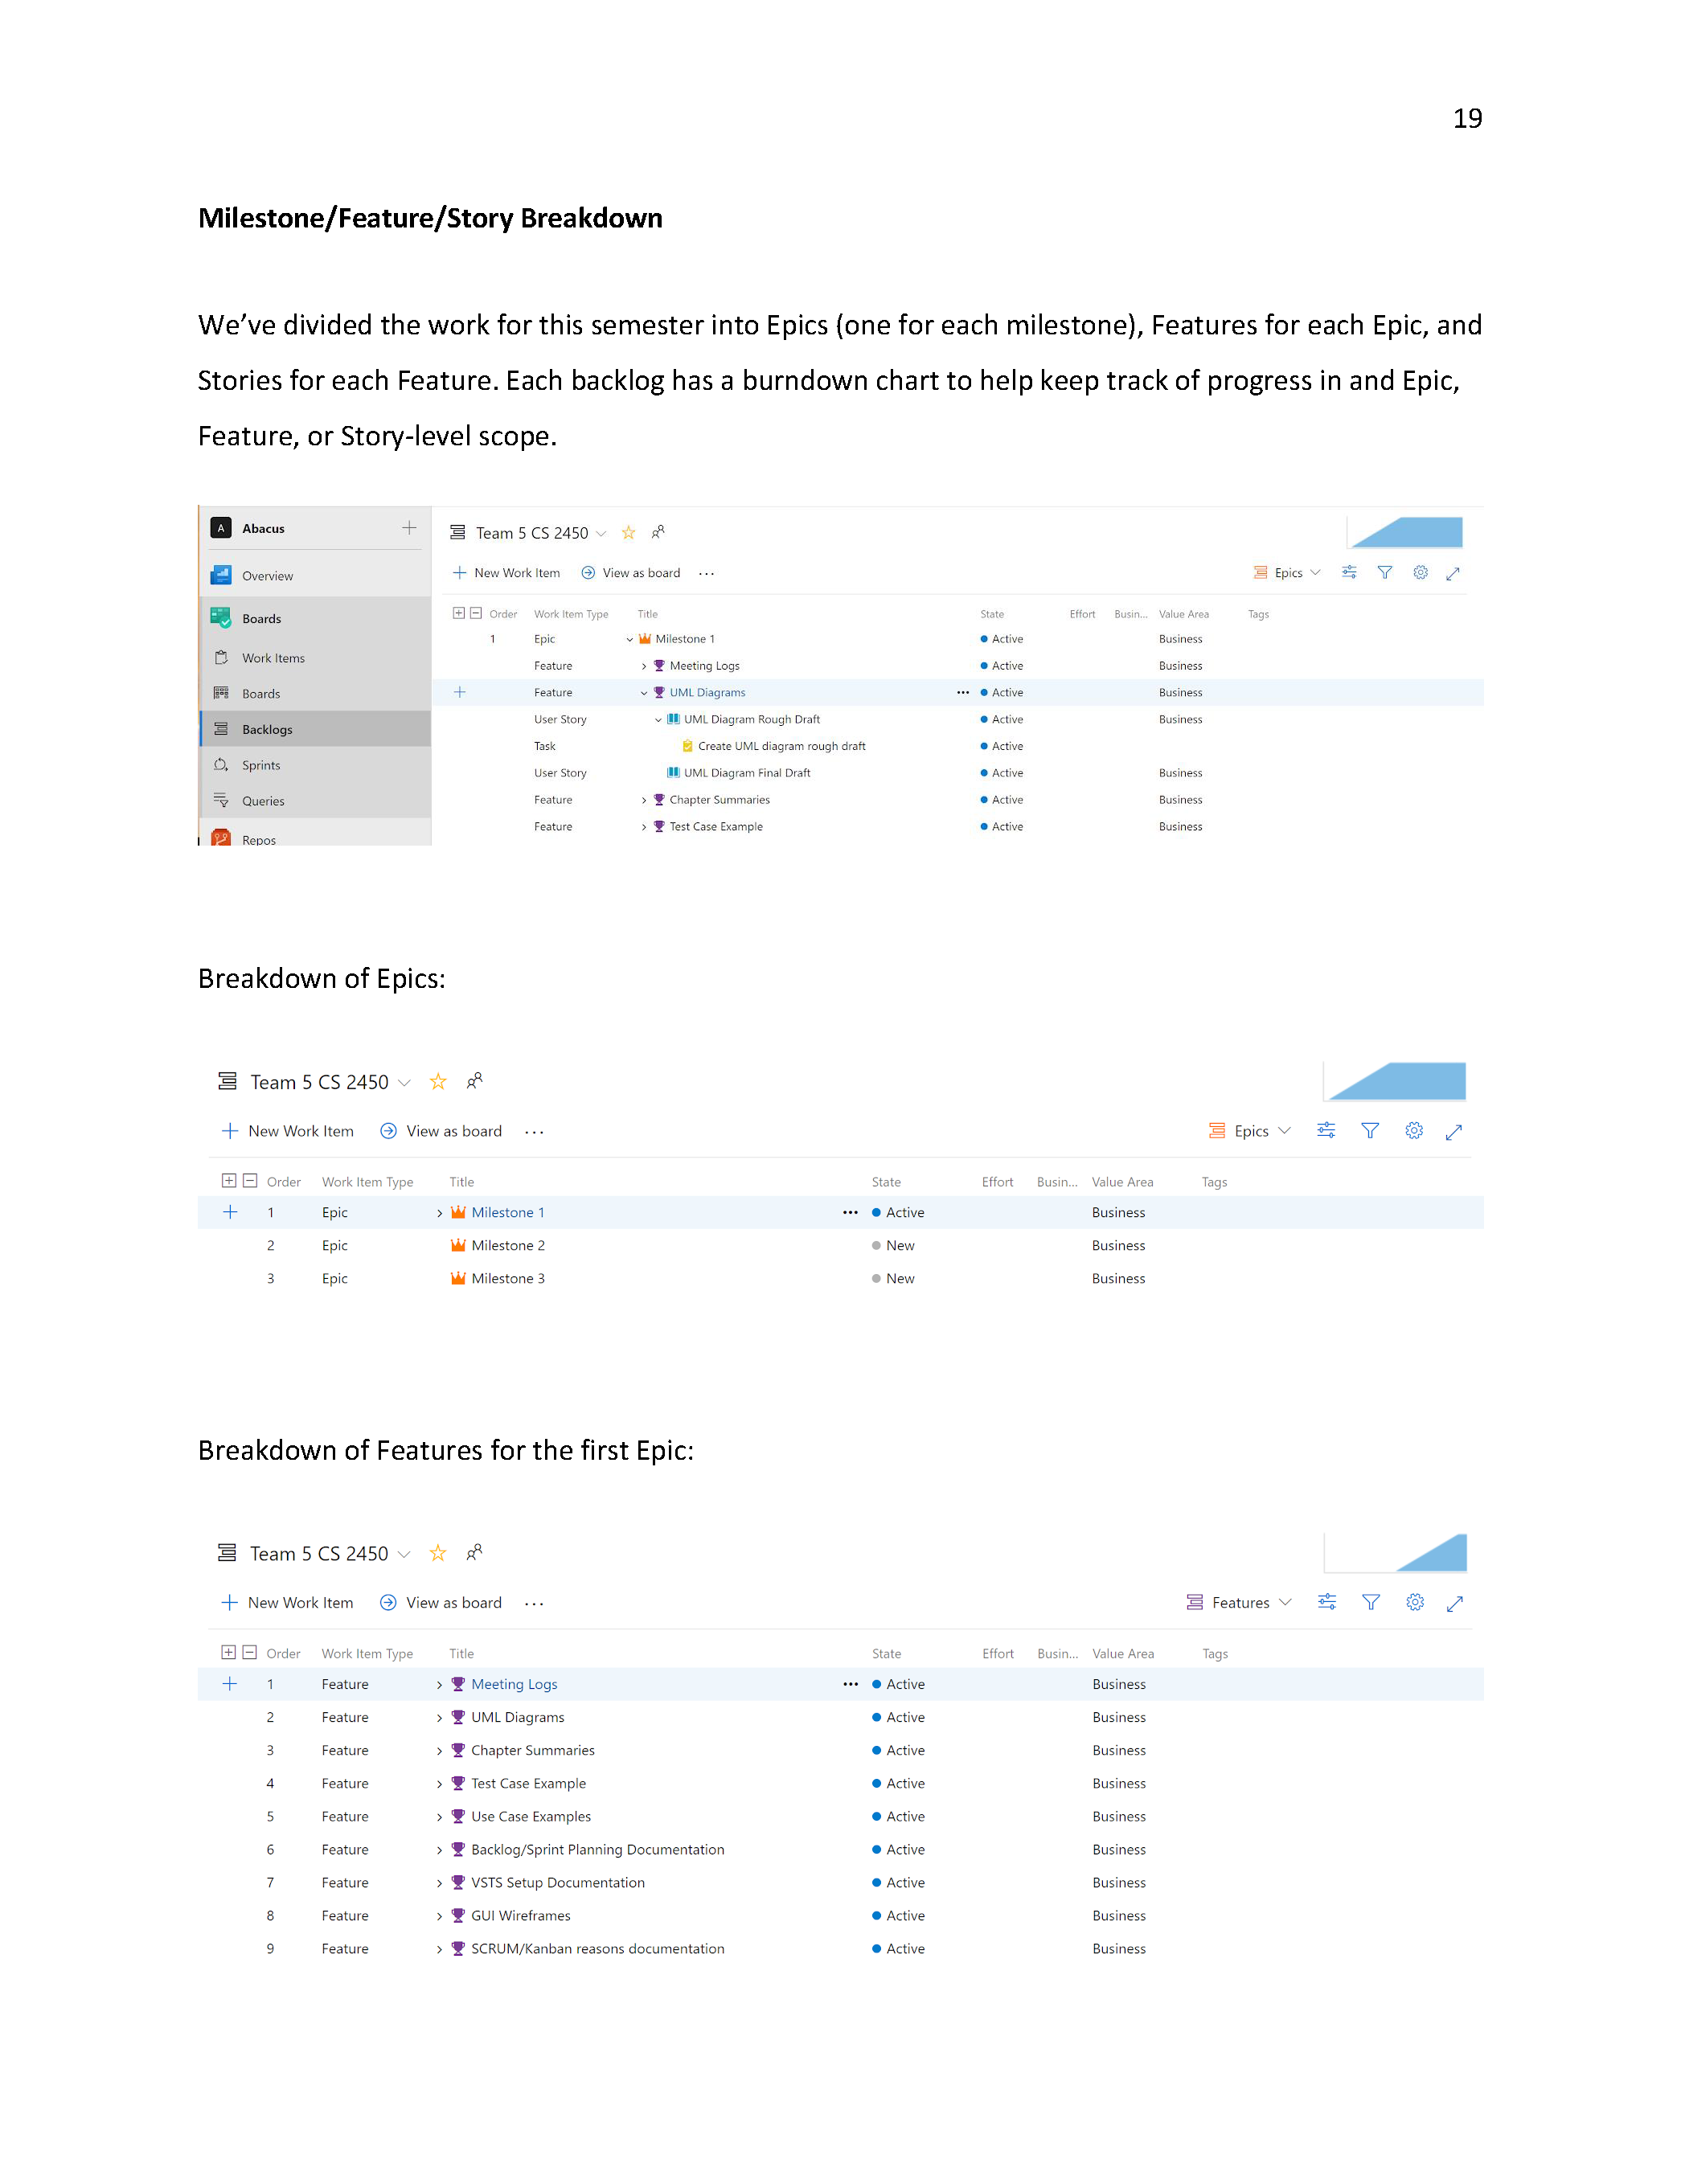 19
Milestone/Feature/Story Breakdown
We’ve divided the work for this semester into Epics (one for each milestone), Features for each Epic, and
Stories for each Feature. Each backlog has a burndown chart to help keep track of progress in and Epic,
Feature, or Story-level scope.
A Abacus
Overview
Boards
Work Items
Boards
Backlogs
Sprints
Queries
Repos
Team 5 CS 2450
New Work Item View as board ... Epics
Order Work Item Type Title State Effort Busin... Value Area Tags
1 Epic Milestone 1 Active Business
Feature Meeting Logs Active Business
Feature UML Diagrams ... Active Business
User Story UML Diagram Rough Draft Active Business
Task Create UML diagram rough draft Active
User Story UML Diagram Final Draft Active Business
Feature Chapter Summaries Active Business
Feature Test Case Example Active Business
Breakdown of Epics:
Team 5 CS 2450
New Work Item View as board ... Epics
Order Work Item Type Title State Effort Busin... Value Area Tags
1 Epic Milestone 1 ... Active Business
2 Epic Milestone 2 New Business
3 Epic Milestone 3 New Business
Breakdown of Features for the first Epic:
Team 5 CS 2450
New Work Item View as board ... Features
Order Work Item Type Title State Effort Busin... Value Area Tags
1 Feature Meeting Logs ... Active Business
2 Feature UML Diagrams Active Business
3 Feature Chapter Summaries Active Business
4 Feature Test Case Example Active Business
5 Feature Use Case Examples Active Business
6 Feature Backlog/Sprint Planning Documentation Active Business
7 Feature VSTS Setup Documentation Active Business
8 Feature GUI Wireframes Active Business
9 Feature SCRUM/Kanban reasons documentation Active Business